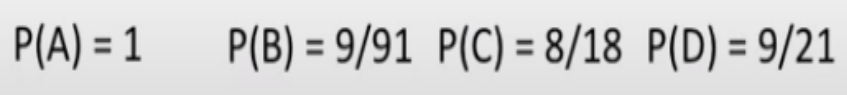 P(A) = 1 P(B) = 9/91 P(C) = 8/18 P(D) = 9/21